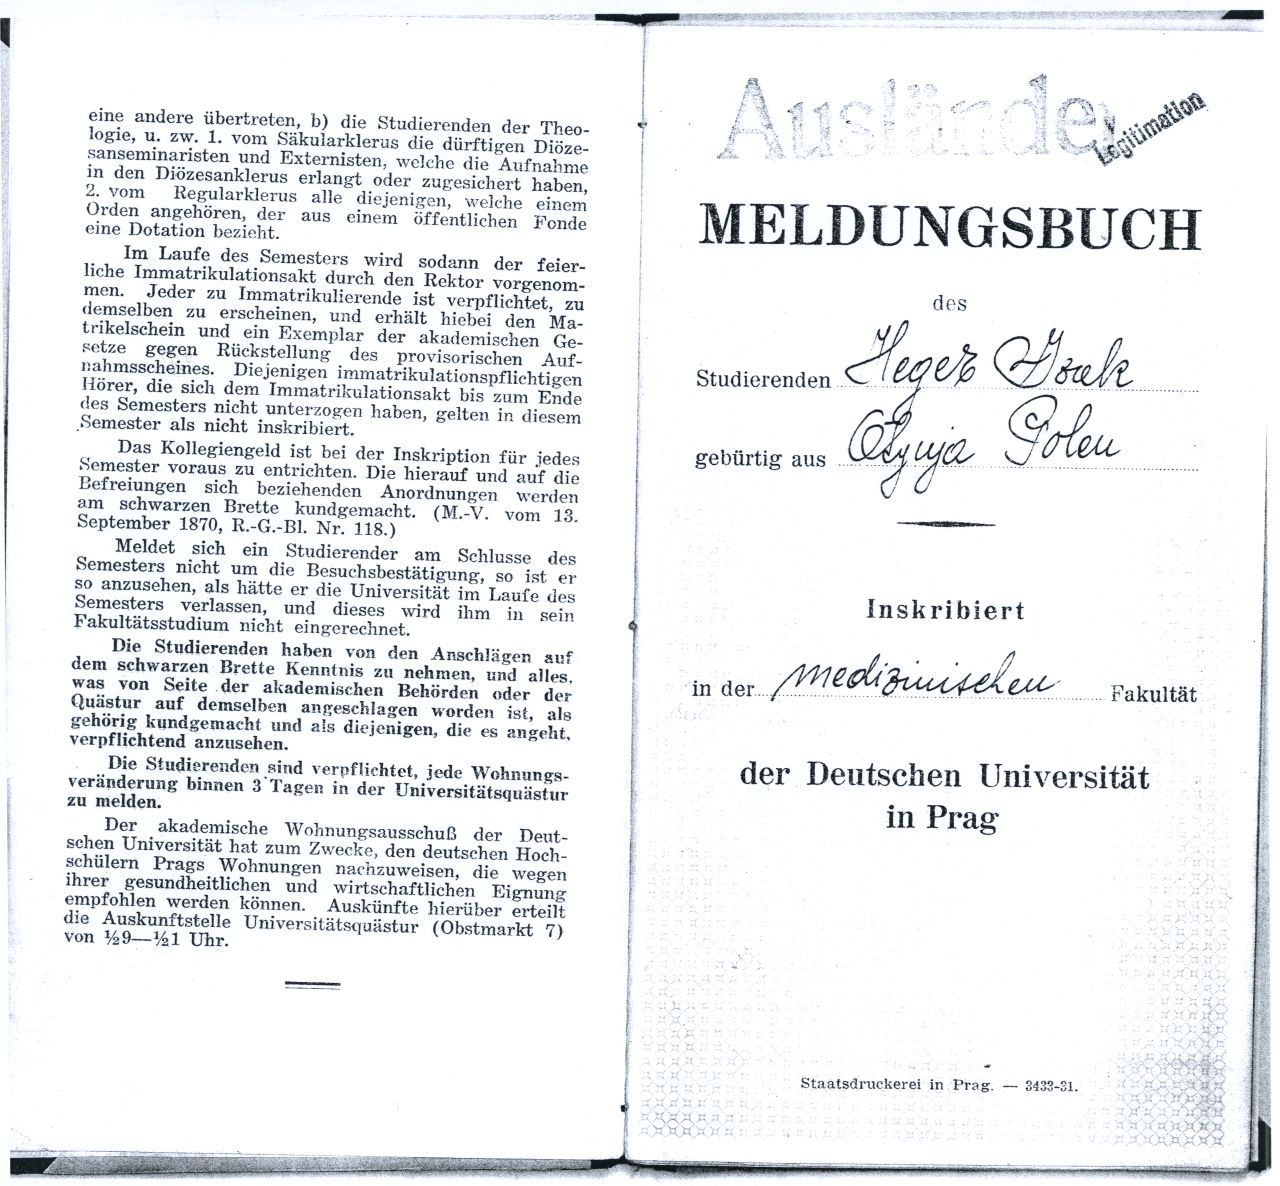 eine andere übertreten, b) die Studierenden der Theo-
logie, u. zw. 1. vom Säkularklerus die dürftigen Diöze-
sanseminaristen und Externisten, welche die Aufnahme
in den Diözesanklerus erlangt oder zugesichert haben,
2. vom Regularklerus alle diejenigen, welche einem
Orden angehören, der aus einem öffentlichen Fonde
eine Dotation bezieht.
Im Laufe des Semesters wird sodann der feier-
liche Immatrikulationsakt durch den Rektor vorgenom-
men. Jeder zu Immatrikulierende ist verpflichtet, zu
demselben zu erscheinen, und erhält hiebei den Ma-
trikelschein und ein Exemplar der akademischen Ge-
setze gegen Rückstellung des provisorischen Auf-
nahmsscheines. Diejenigen immatrikulationspflichtigen
Hörer, die sich dem Immatrikulationsakt bis zum Ende
des Semesters nicht unterzogen haben, gelten in diesem
Semester als nicht inskribiert.
Das Kollegiengeld ist bei der Inskription für jedes
Semester voraus zu entrichten. Die hierauf und auf die
Befreiungen sich beziehenden Anordnungen werden
am schwarzen Brette kundgemacht. (M.-V. vom 13.
September 1870, R.-G.-Bl. Nr. 118.)
Meldet sich ein Studierender am Schlusse des
Semesters nicht um die Besuchsbestätigung, so ist er
so anzusehen, als hätte er die Universität im Laufe des
Semesters verlassen, und dieses wird ihm in sein
Fakultätsstudium nicht eingerechnet.
Die Studierenden haben von den Anschlägen auf
dem schwarzen Brette Kenntnis zu nehmen, und alles,
was von Seite der akademischen Behörden oder der
Quästur auf demselben angeschlagen worden ist, als
gehörig kundgemacht und als diejenigen, die es angeht,
verpflichtend anzusehen.
Die Studierenden sind verpflichtet, jede Wohnungs-
veränderung binnen 3 Tagen in der Universitätsquästur
zu melden.
Der akademische Wohnungsausschuß der Deut-
schen Universität hat zum Zwecke, den deutschen Hoch-
schülern Prags Wohnungen nachzuweisen, die wegen
ihrer gesundheitlichen und wirtschaftlichen Eignung
empfohlen werden können. Auskünfte hierüber erteilt
die Auskunftstelle Universitätsquästur (Obstmarkt 7)
von ½9—½1 Uhr.
Ausländer
Legitimation
MELDUNGSBUCH
des
Studierenden Heger Izak
gebürtig aus Polen
Inskribiert
in der medizinischen Fakultät
der Deutschen Universität
in Prag
Staatsdruckerei in Prag. — 3433-31.